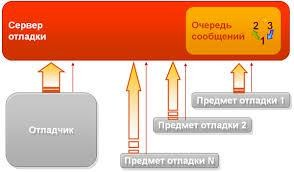 Сервер
отладки
Очередь
сообщений
2 3
1
Отладчик
Предмет отладки 1
Предмет отладки 2
Предмет отладки N